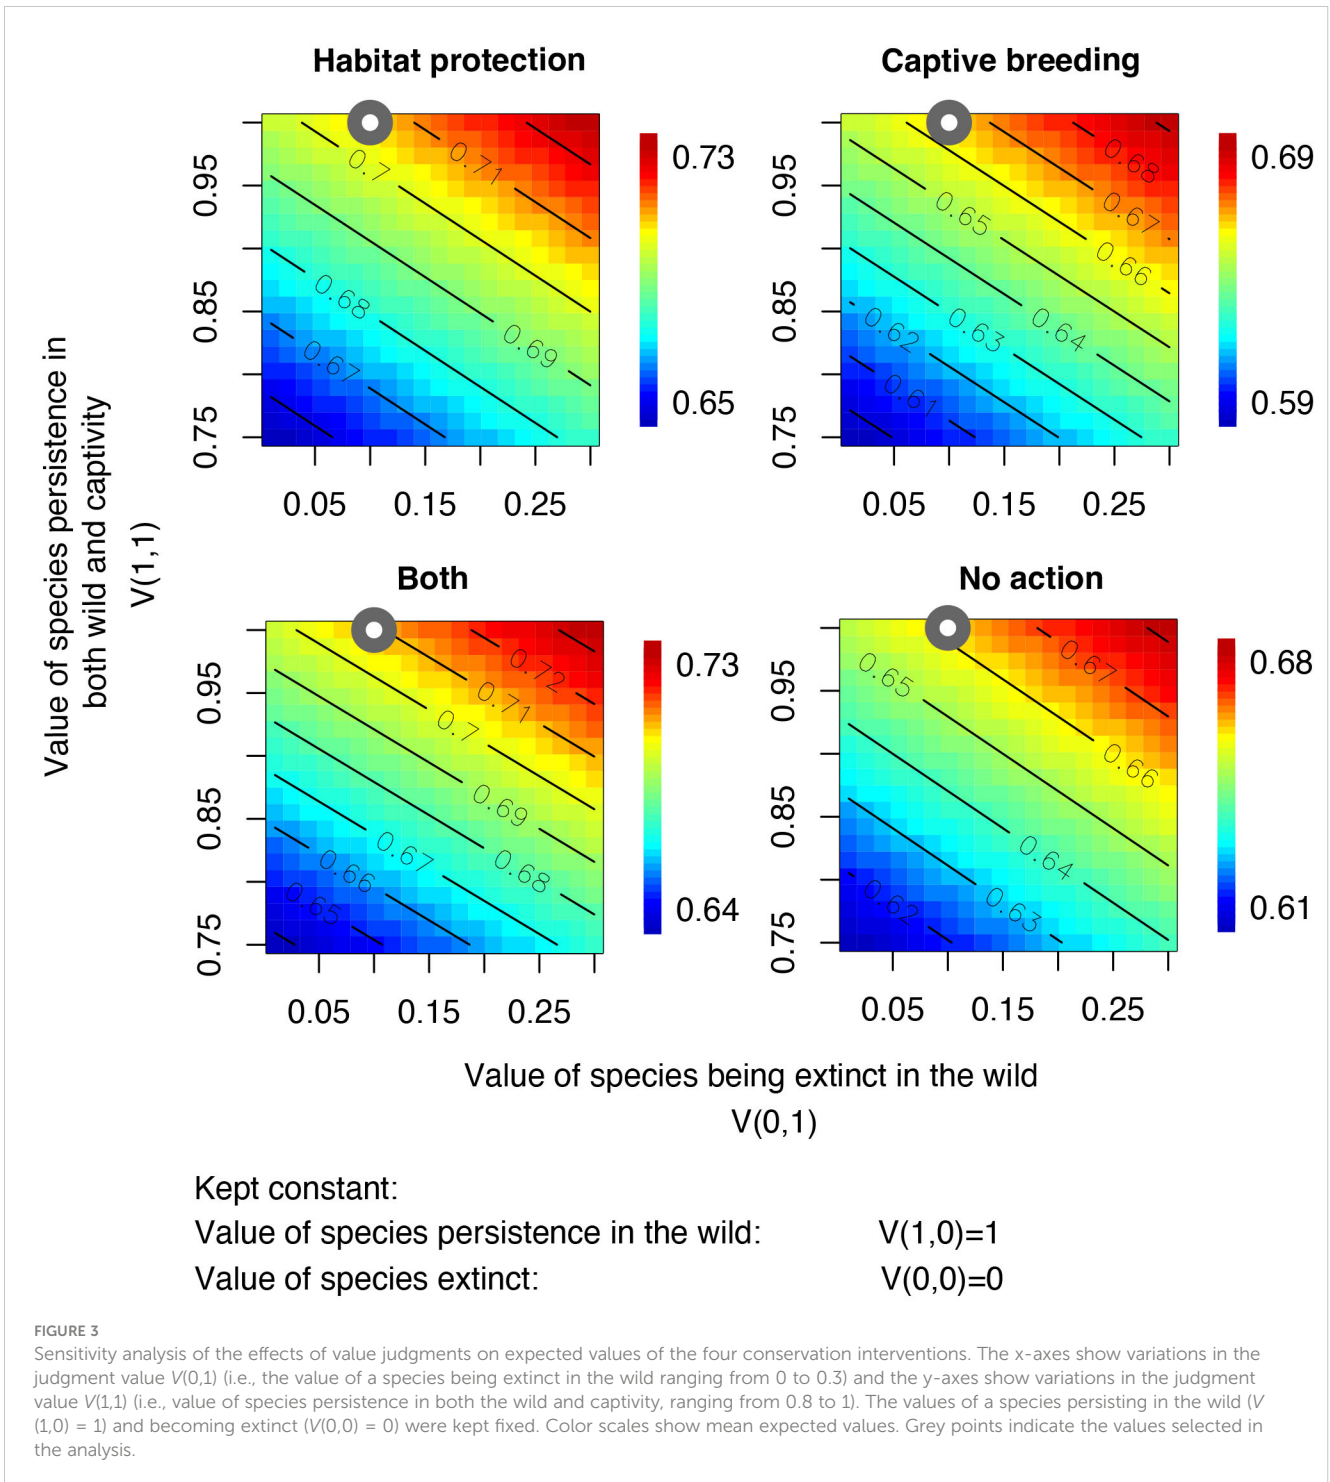 Habitat protection
Captive breeding
0.95
0.85
0.75
0.7
0.71
0.68
0.69
0.67
0.73
0.65
0.05 0.15 0.25
0.95
0.85
0.75
0.68
0.67
0.66
0.65
0.64
0.63
0.62
0.61
0.69
0.59
0.05 0.15 0.25
Value of species persistence in
both wild and captivity
V(1,1)
Both
No action
0.95
0.85
0.75
0.72
0.71
0.7
0.69
0.68
0.67
0.66
0.65
0.73
0.64
0.05 0.15 0.25
0.95
0.85
0.75
0.67
0.65
0.66
0.64
0.63
0.62
0.68
0.61
0.05 0.15 0.25
Value of species being extinct in the wild
V(0,1)
Kept constant:
Value of species persistence in the wild: V(1,0)=1
Value of species extinct: V(0,0)=0
FIGURE 3
Sensitivity analysis of the effects of value judgments on expected values of the four conservation interventions. The x-axes show variations in the
judgment value V(0,1) (i.e., the value of a species being extinct in the wild ranging from 0 to 0.3) and the y-axes show variations in the judgment
value V(1,1) (i.e., value of species persistence in both the wild and captivity, ranging from 0.8 to 1). The values of a species persisting in the wild (V
(1,0) = 1) and becoming extinct (V(0,0) = 0) were kept fixed. Color scales show mean expected values. Grey points indicate the values selected in
the analysis.